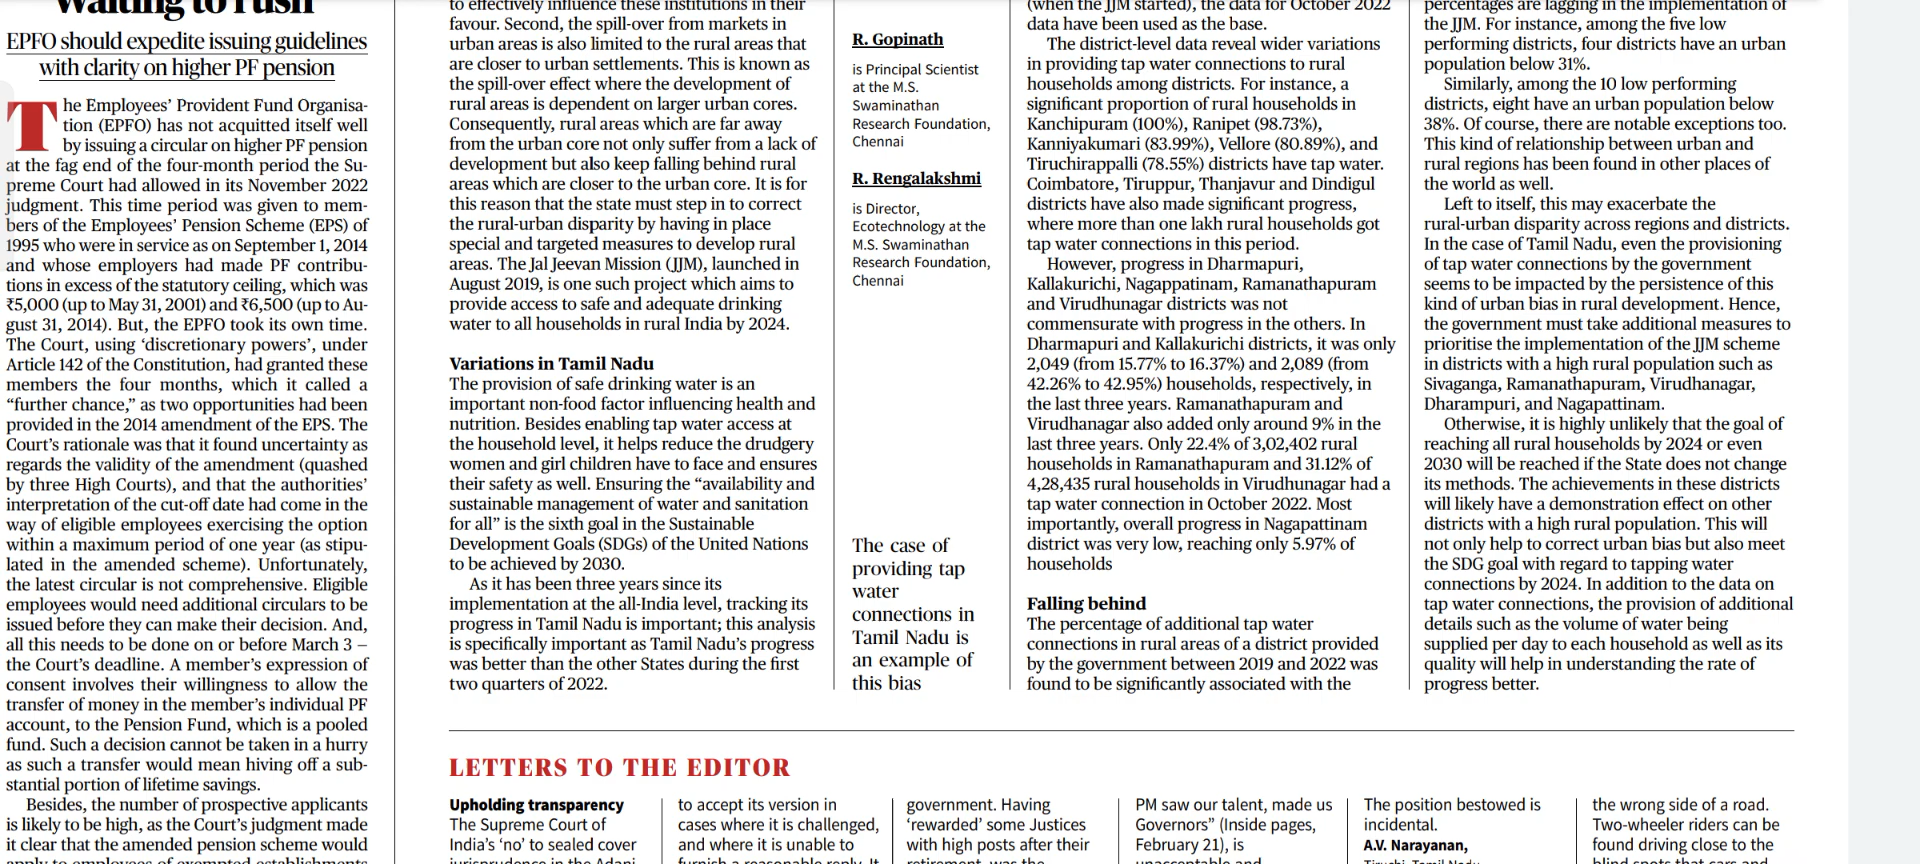 Waiting to rush
EPFO should expedite issuing guidelines
with clarity on higher PF pension
The Employees' Provident Fund Organisa-
tion (EPFO) has not acquitted itself well
by issuing a circular on higher PF pension
at the fag end of the four-month period the Su-
preme Court had allowed in its November 2022
judgment. This time period was given to mem-
bers of the Employees' Pension Scheme (EPS) of
1995 who were in service as on September 1, 2014
and whose employers had made PF contribu-
tions in excess of the statutory ceiling, which was
₹5,000 (up to May 31, 2001) and ₹6,500 (up to Au-
gust 31, 2014). But, the EPFO took its own time.
The Court, using 'discretionary powers', under
Article 142 of the Constitution, had granted these
members the four months, which it called a
“further chance,” as two opportunities had been
provided in the 2014 amendment of the EPS. The
Court's rationale was that it found uncertainty as
regards the validity of the amendment (quashed
by three High Courts), and that the authorities'
interpretation of the cut-off date had come in the
way of eligible employees exercising the option
within a maximum period of one year (as stipu-
lated in the amended scheme). Unfortunately,
the latest circular is not comprehensive. Eligible
employees would need additional circulars to be
issued before they can make their decision. And,
all this needs to be done on or before March 3 –
the Court's deadline. A member's expression of
consent involves their willingness to allow the
transfer of money in the member's individual PF
account, to the Pension Fund, which is a pooled
fund. Such a decision cannot be taken in a hurry
as such a transfer would mean hiving off a sub-
stantial portion of lifetime savings.
Besides, the number of prospective applicants
is likely to be high, as the Court's judgment made
it clear that the amended pension scheme would
apply to employees of exempted establishments
to effectively influence these institutions in their
favour. Second, the spill-over from markets in
urban areas is also limited to the rural areas that
are closer to urban settlements. This is known as
the spill-over effect where the development of
rural areas is dependent on larger urban cores.
Consequently, rural areas which are far away
from the urban core not only suffer from a lack of
development but also keep falling behind rural
areas which are closer to the urban core. It is for
this reason that the state must step in to correct
the rural-urban disparity by having in place
special and targeted measures to develop rural
areas. The Jal Jeevan Mission (JJM), launched in
August 2019, is one such project which aims to
provide access to safe and adequate drinking
water to all households in rural India by 2024.
Variations in Tamil Nadu
The provision of safe drinking water is an
important non-food factor influencing health and
nutrition. Besides enabling tap water access at
the household level, it helps reduce the drudgery
women and girl children have to face and ensures
their safety as well. Ensuring the “availability and
sustainable management of water and sanitation
for all” is the sixth goal in the Sustainable
Development Goals (SDGs) of the United Nations
to be achieved by 2030.
As it has been three years since its
implementation at the all-India level, tracking its
progress in Tamil Nadu is important; this analysis
is specifically important as Tamil Nadu's progress
was better than the other States during the first
two quarters of 2022.
R. Gopinath
is Principal Scientist
at the M.S.
Swaminathan
Research Foundation,
Chennai
R. Rengalakshmi
is Director,
Ecotechnology at the
M.S. Swaminathan
Research Foundation,
Chennai
The case of
providing tap
water
connections in
Tamil Nadu is
an example of
this bias
(when the JJM started), the data for October 2022
data have been used as the base.
The district-level data reveal wider variations
in providing tap water connections to rural
households among districts. For instance, a
significant proportion of rural households in
Kanchipuram (100%), Ranipet (98.73%),
Kanniyakumari (83.99%), Vellore (80.89%), and
Tiruchirappalli (78.55%) districts have tap water.
Coimbatore, Tiruppur, Thanjavur and Dindigul
districts have also made significant progress,
where more than one lakh rural households got
tap water connections in this period.
However, progress in Dharmapuri,
Kallakurichi, Nagappatinam, Ramanathapuram
and Virudhunagar districts was not
commensurate with progress in the others. In
Dharmapuri and Kallakurichi districts, it was only
2,049 (from 15.77% to 16.37%) and 2,089 (from
42.26% to 42.95%) households, respectively, in
the last three years. Ramanathapuram and
Virudhanagar also added only around 9% in the
last three years. Only 22.4% of 3,02,402 rural
households in Ramanathapuram and 31.12% of
4,28,435 rural households in Virudhunagar had a
tap water connection in October 2022. Most
importantly, overall progress in Nagapattinam
district was very low, reaching only 5.97% of
households
Falling behind
The percentage of additional tap water
connections in rural areas of a district provided
by the government between 2019 and 2022 was
found to be significantly associated with the
percentages are lagging in the implementation of
the JJM. For instance, among the five low
performing districts, four districts have an urban
population below 31%.
Similarly, among the 10 low performing
districts, eight have an urban population below
38%. Of course, there are notable exceptions too.
This kind of relationship between urban and
rural regions has been found in other places of
the world as well.
Left to itself, this may exacerbate the
rural-urban disparity across regions and districts.
In the case of Tamil Nadu, even the provisioning
of tap water connections by the government
seems to be impacted by the persistence of this
kind of urban bias in rural development. Hence,
the government must take additional measures to
prioritise the implementation of the JJM scheme
in districts with a high rural population such as
Sivaganga, Ramanathapuram, Virudhanagar,
Dharampuri, and Nagapattinam.
Otherwise, it is highly unlikely that the goal of
reaching all rural households by 2024 or even
2030 will be reached if the State does not change
its methods. The achievements in these districts
will likely have a demonstration effect on other
districts with a high rural population. This will
not only help to correct urban bias but also meet
the SDG goal with regard to tapping water
connections by 2024. In addition to the data on
tap water connections, the provision of additional
details such as the volume of water being
supplied per day to each household as well as its
quality will help in understanding the rate of
progress better.
LETTERS TO THE EDITOR
Upholding transparency
The Supreme Court of
India's 'no' to sealed cover
jurisprudence in the Adani
to accept its version in
cases where it is challenged,
and where it is unable to
furnish a reasonable reply. It
government. Having
'rewarded' some Justices
with high posts after their
retirement, was the
PM saw our talent, made us
Governors” (Inside pages,
February 21), is
unacceptable and
The position bestowed is
incidental.
A.V. Narayanan,
Tiruchi, Tamil Nadu
the wrong side of a road.
Two-wheeler riders can be
found driving close to the
blind spots that cars and